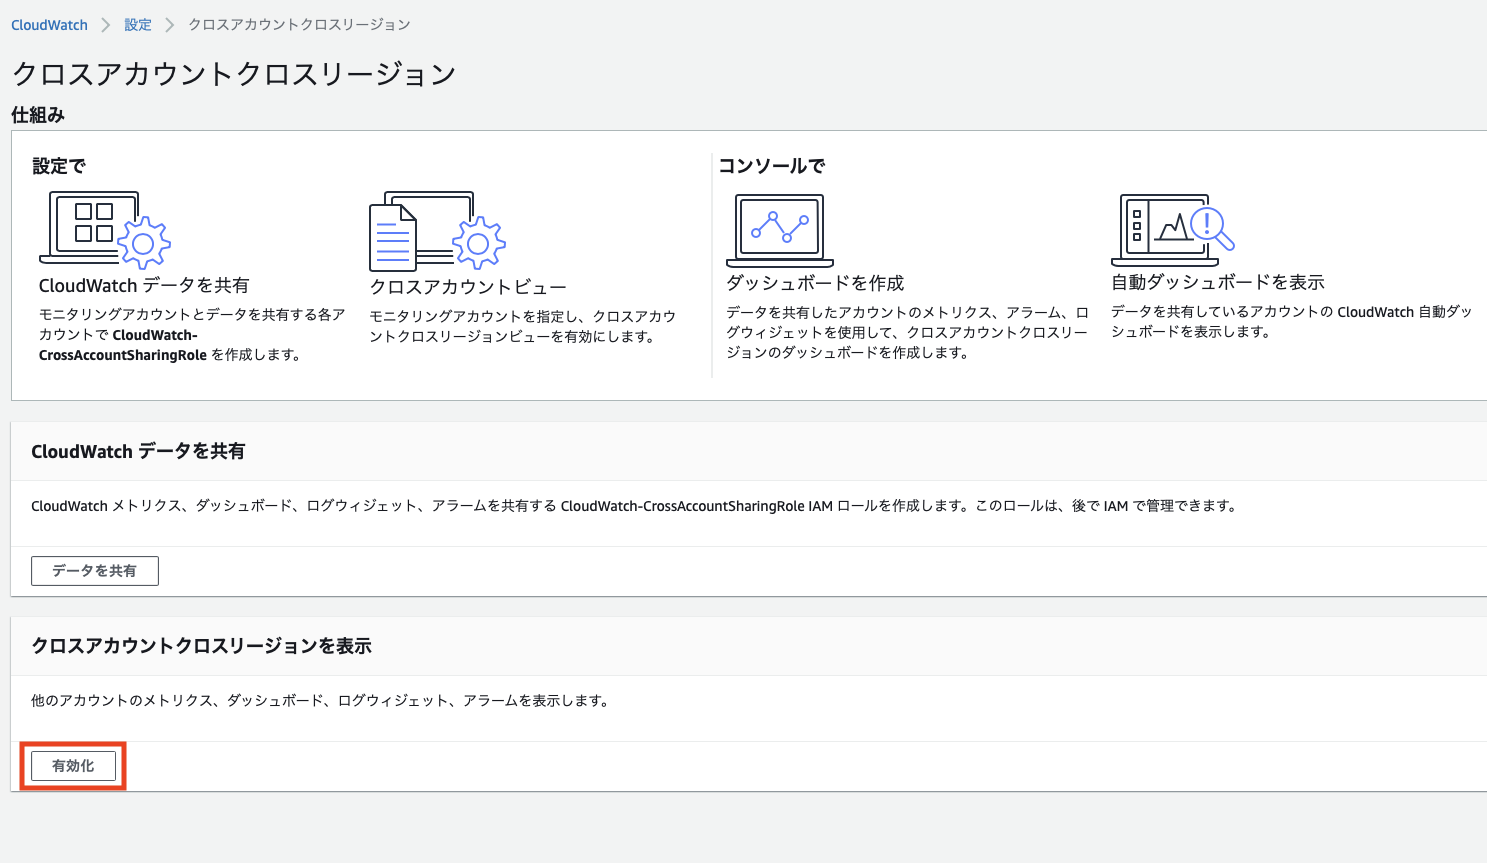 CloudWatch > 設定 > クロスアカウントクロスリージョン
クロスアカウントクロスリージョン
仕組み
設定で
CloudWatch データを共有
モニタリングアカウントとデータを共有する各ア
カウントで CloudWatch-
CrossAccountSharingRole を作成します。
クロスアカウントビュー
モニタリングアカウントを指定し、クロスアカウ
ントクロスリージョンビューを有効にします。
コンソールで
ダッシュボードを作成
データを共有したアカウントのメトリクス、アラーム、ロ
グウィジェットを使用して、クロスアカウントクロスリー
ジョンのダッシュボードを作成します。
自動ダッシュボードを表示
データを共有しているアカウントの CloudWatch 自動ダッ
シュボードを表示します。
CloudWatch データを共有
CloudWatch メトリクス、ダッシュボード、ログウィジェット、アラームを共有する CloudWatch-CrossAccountSharingRole IAM ロールを作成します。このロールは、後で IAM で管理できます。
データを共有
クロスアカウントクロスリージョンを表示
他のアカウントのメトリクス、ダッシュボード、ログウィジェット、アラームを表示します。
有効化